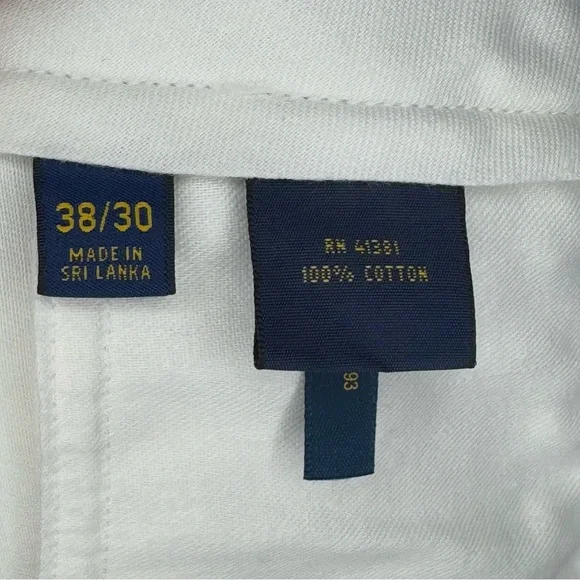 38/30
MADE IN
SRI LANKA
RN 41381
100% COTTON
93